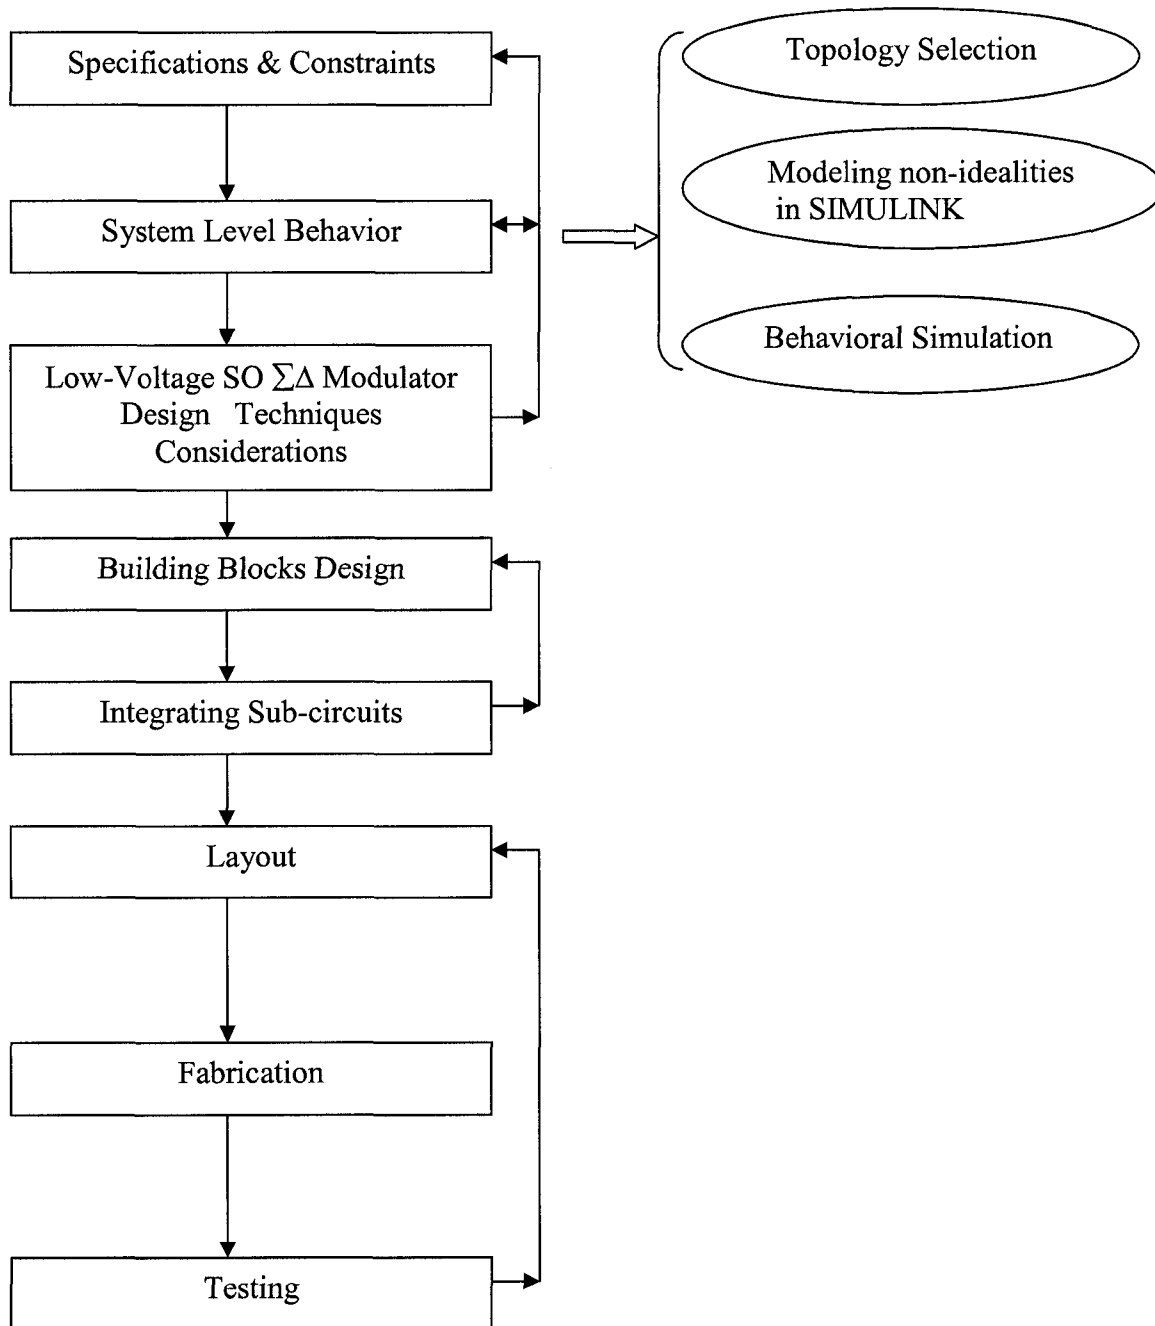 Specifications & Constraints
System Level Behavior
Low-Voltage SO ∑Δ Modulator
Design Techniques
Considerations
Building Blocks Design
Integrating Sub-circuits
Layout
Fabrication
Testing
Topology Selection
Modeling non-idealities
in SIMULINK
Behavioral Simulation